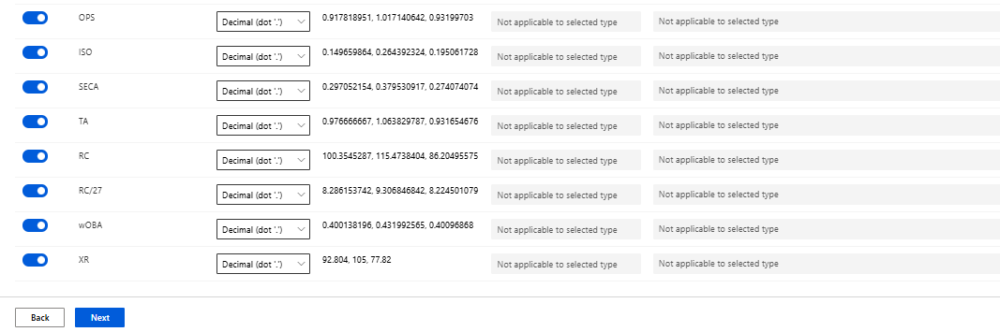 OPS Decimal (dot '.') 0.917818951, 1.017140642, 0.93199703 Not applicable to selected type Not applicable to selected type
ISO Decimal (dot '.') 0.149659864, 0.264392324, 0.195061728 Not applicable to selected type Not applicable to selected type
SECA Decimal (dot '.') 0.297052154, 0.379530917, 0.274074074 Not applicable to selected type Not applicable to selected type
TA Decimal (dot '.') 0.976666667, 1.063829787, 0.931654676 Not applicable to selected type Not applicable to selected type
RC Decimal (dot '.') 100.3545287, 115.4738404, 86.20495575 Not applicable to selected type Not applicable to selected type
RC/27 Decimal (dot '.') 8.286153742, 9.306846842, 8.224501079 Not applicable to selected type Not applicable to selected type
wOBA Decimal (dot '.') 0.400138196, 0.431992565, 0.40096868 Not applicable to selected type Not applicable to selected type
XR Decimal (dot '.') 92.804, 105, 77.82 Not applicable to selected type Not applicable to selected type
Back Next